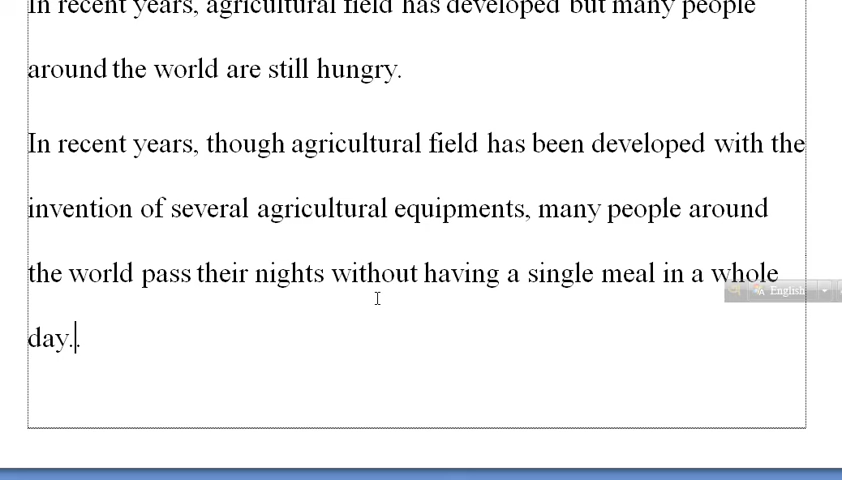 In recent years, agricultural field has developed but many people
around the world are still hungry.
In recent years, though agricultural field has been developed with the
invention of several agricultural equipments, many people around
the world pass their nights without having a single meal in a whole
English
day..